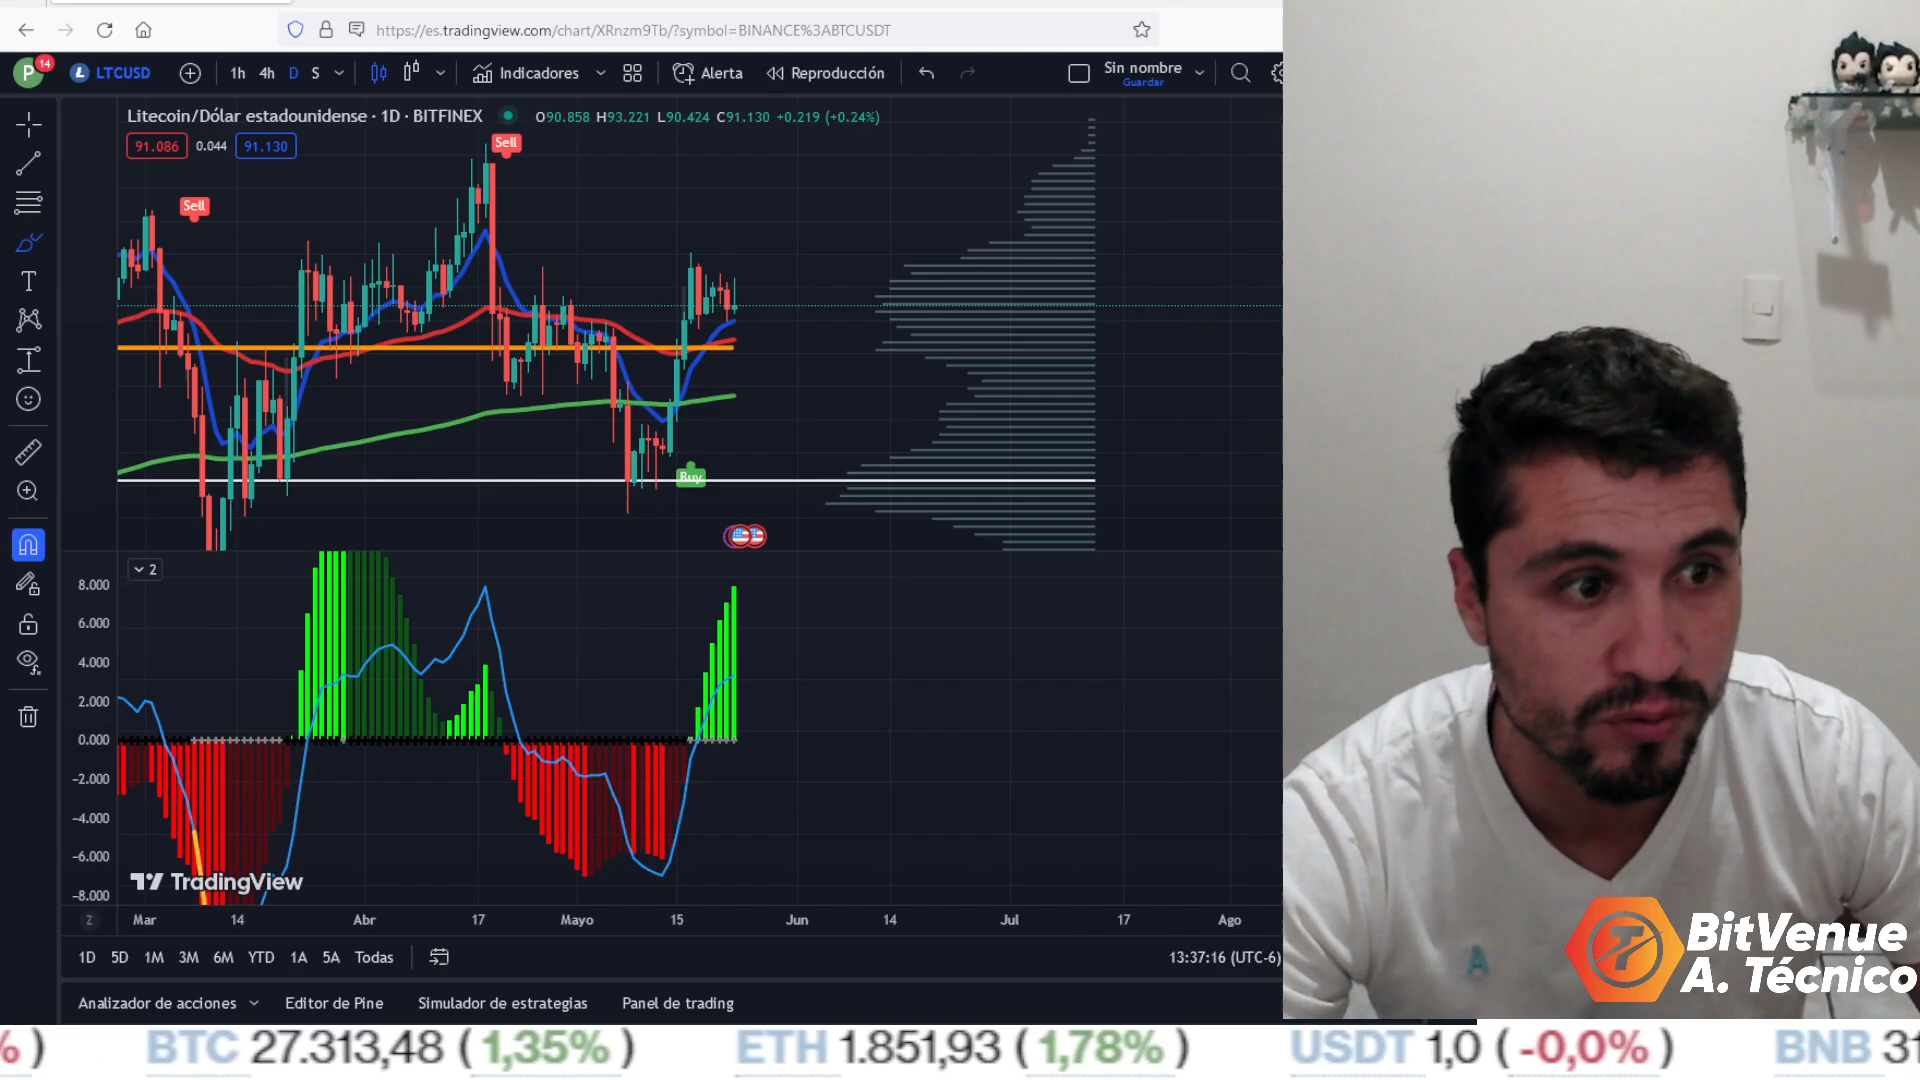 https://es.tradingview.com/chart/XRnzm9Tb/?symbol=BINANCE%3ABTCUSDT
P 14 LTCUSD 1h 4h D S Indicadores Alerta Reproducción Sin nombre
Guardar
Litecoin/Dólar estadounidense · 1D · BITFINEX O90.858 H93.221 L90.424 C91.130 +0.219 (+0.24%)
91.086 0.044 91.130
Sell
Sell
Buy
2
8.000
6.000
4.000
2.000
0.000
−2.000
−4.000
−6.000
−8.000
TradingView
Z Mar 14 Abr 17 Mayo 15 Jun 14 Jul 17 Ago
1D 5D 1M 3M 6M YTD 1A 5A Todas 13:37:16 (UTC-6)
Analizador de acciones Editor de Pine Simulador de estrategias Panel de trading
BitVenue
A. Técnico
A
%) BTC 27.313,48 (1,35%) ETH 1.851,93 (1,78%) USDT 1,0 (-0,0%) BNB 31